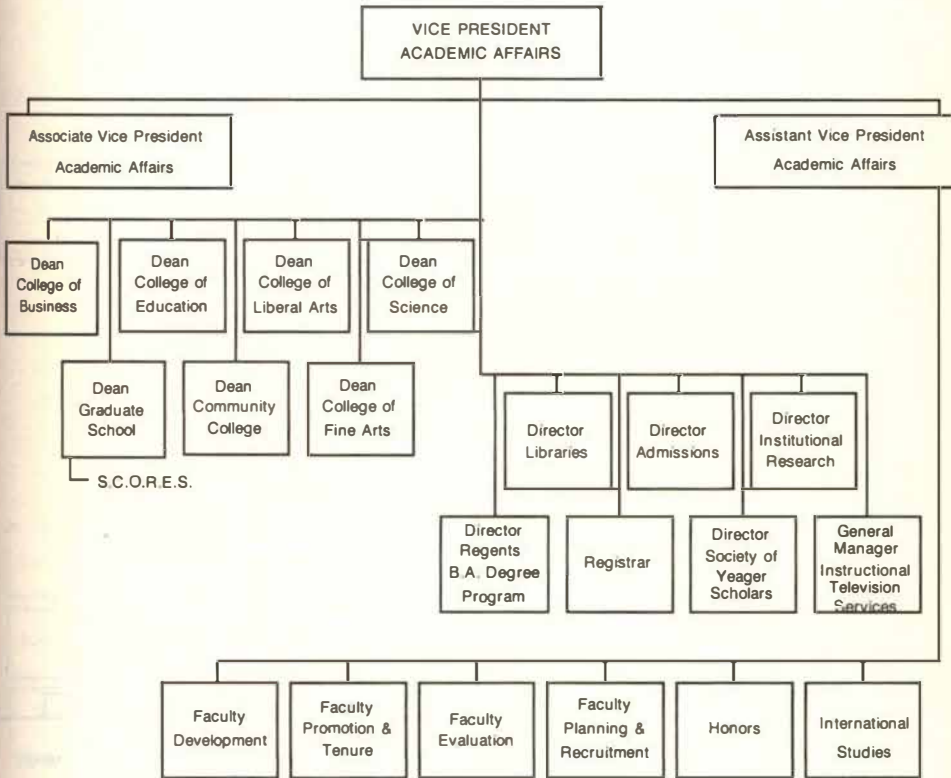 VICE PRESIDENT
ACADEMIC AFFAIRS
Associate Vice President
Academic Affairs
Assistant Vice President
Academic Affairs
Dean
College of
Business
Dean
College of
Education
Dean
College of
Liberal Arts
Dean
College of
Science
Dean
Graduate
School
Dean
Community
College
Dean
College of
Fine Arts
S.C.O.R.E.S.
Director
Libraries
Director
Admissions
Director
Institutional
Research
Director
Regents
B.A. Degree
Program
Registrar
Director
Society of
Yeager
Scholars
General
Manager
Instructional
Television
Services
Faculty
Development
Faculty
Promotion &
Tenure
Faculty
Evaluation
Faculty
Planning &
Recruitment
Honors
International
Studies